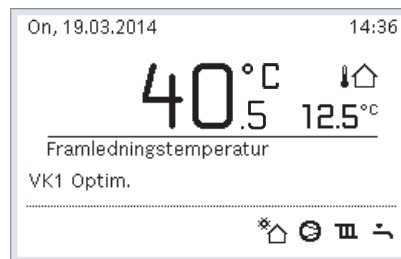 On, 19.03.2014 14:36
40.5 °C 12.5°C
Framledningstemperatur
VK1 Optim.